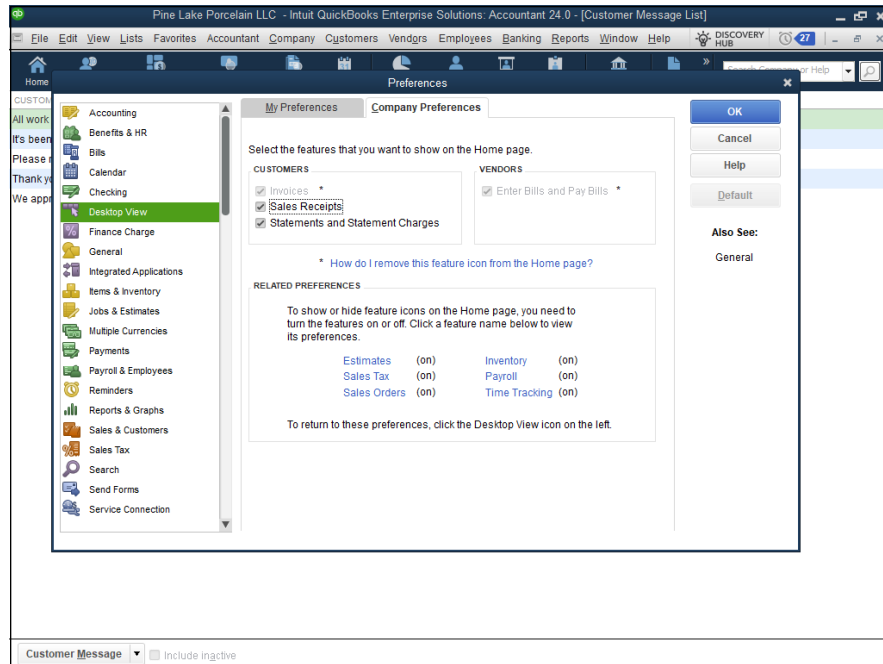 qb Pine Lake Porcelain LLC - Intuit QuickBooks Enterprise Solutions: Accountant 24.0 - [Customer Message List]
File Edit View Lists Favorites Accountant Company Customers Vendors Employees Banking Reports Window Help DISCOVERY HUB 27
Home » or Help
Preferences
CUSTOM
All work
It's been
Please r
Thank yo
We appr
Accounting
Benefits & HR
Bills
Calendar
Checking
Desktop View
Finance Charge
General
Integrated Applications
Items & Inventory
Jobs & Estimates
Multiple Currencies
Payments
Payroll & Employees
Reminders
Reports & Graphs
Sales & Customers
Sales Tax
Search
Send Forms
Service Connection
My Preferences Company Preferences
Select the features that you want to show on the Home page.
CUSTOMERS VENDORS
Invoices * Enter Bills and Pay Bills *
Sales Receipts
Statements and Statement Charges
* How do I remove this feature icon from the Home page?
RELATED PREFERENCES
To show or hide feature icons on the Home page, you need to
turn the features on or off. Click a feature name below to view
its preferences.
Estimates (on) Inventory (on)
Sales Tax (on) Payroll (on)
Sales Orders (on) Time Tracking (on)
To return to these preferences, click the Desktop View icon on the left.
OK
Cancel
Help
Default
Also See:
General
Customer Message Include inactive